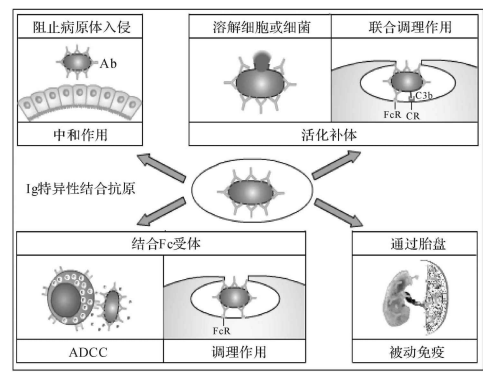 阻止病原体入侵
Ab
中和作用
溶解细胞或细菌
联合调理作用
C3b
FcR CR
活化补体
Ig特异性结合抗原
结合Fc受体
FcR
ADCC
调理作用
通过胎盘
被动免疫